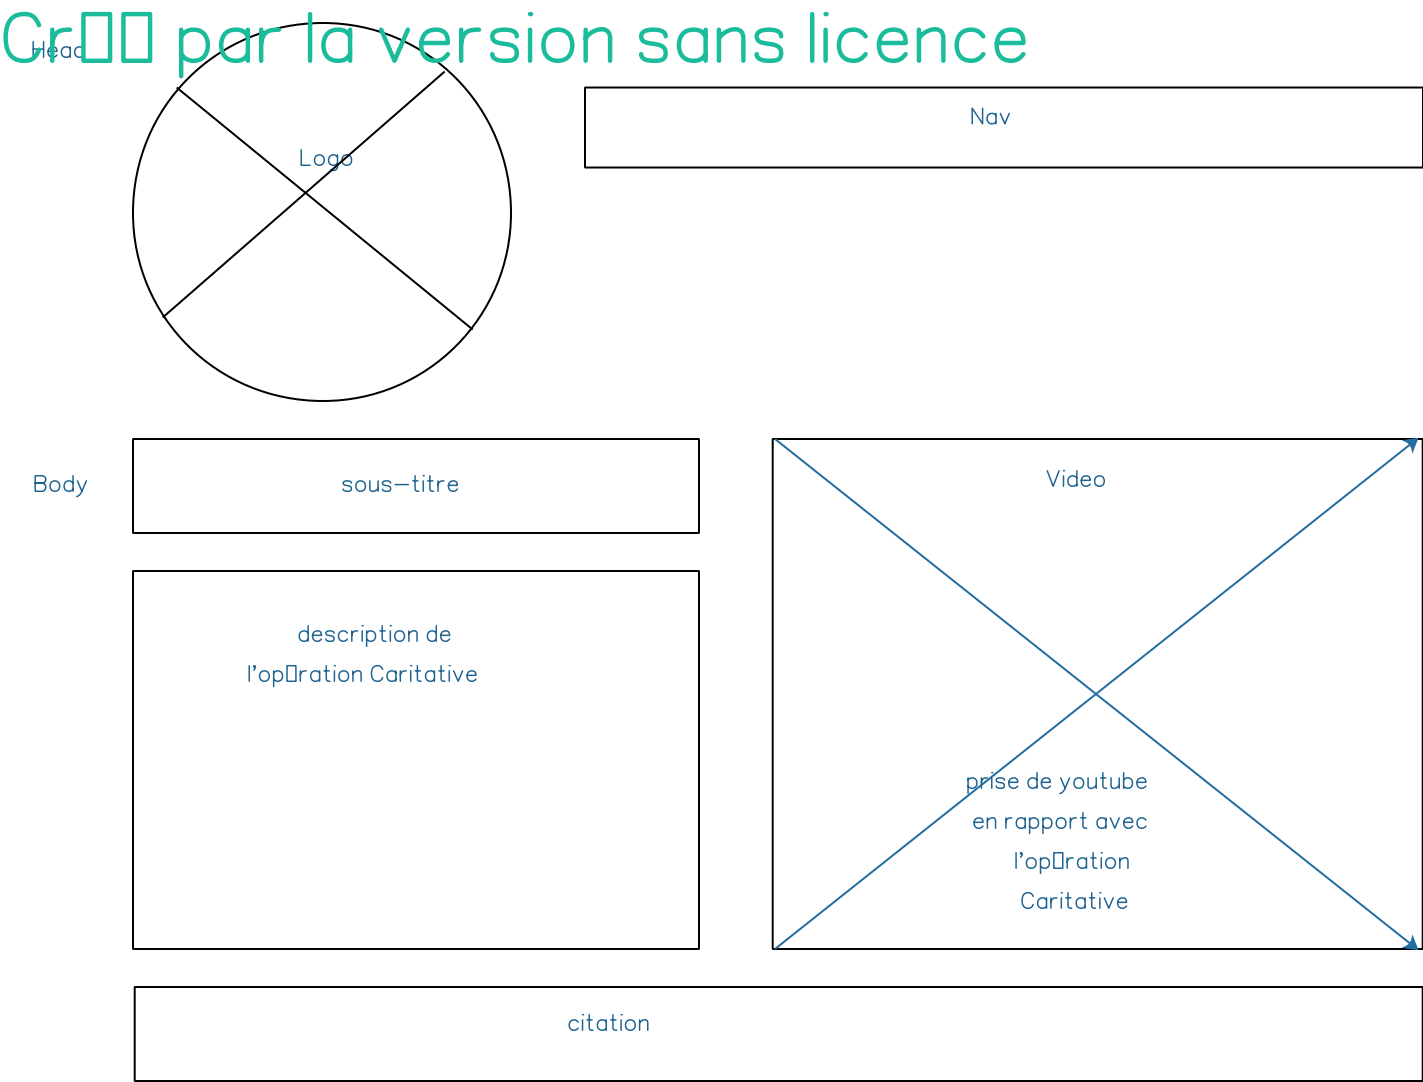 Cr□□ par la version sans licence
Head
Nav
Logo
Body
sous-titre
Video
description de
l'op□ration Caritative
prise de youtube
en rapport avec
l'op□ration
Caritative
citation